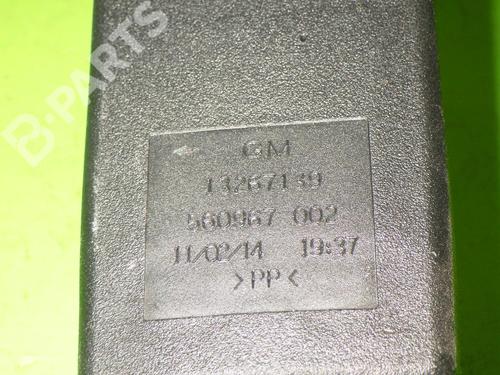 B-PARTS
GM
13267139
560967 002
11/02/14 19:37
>PP<